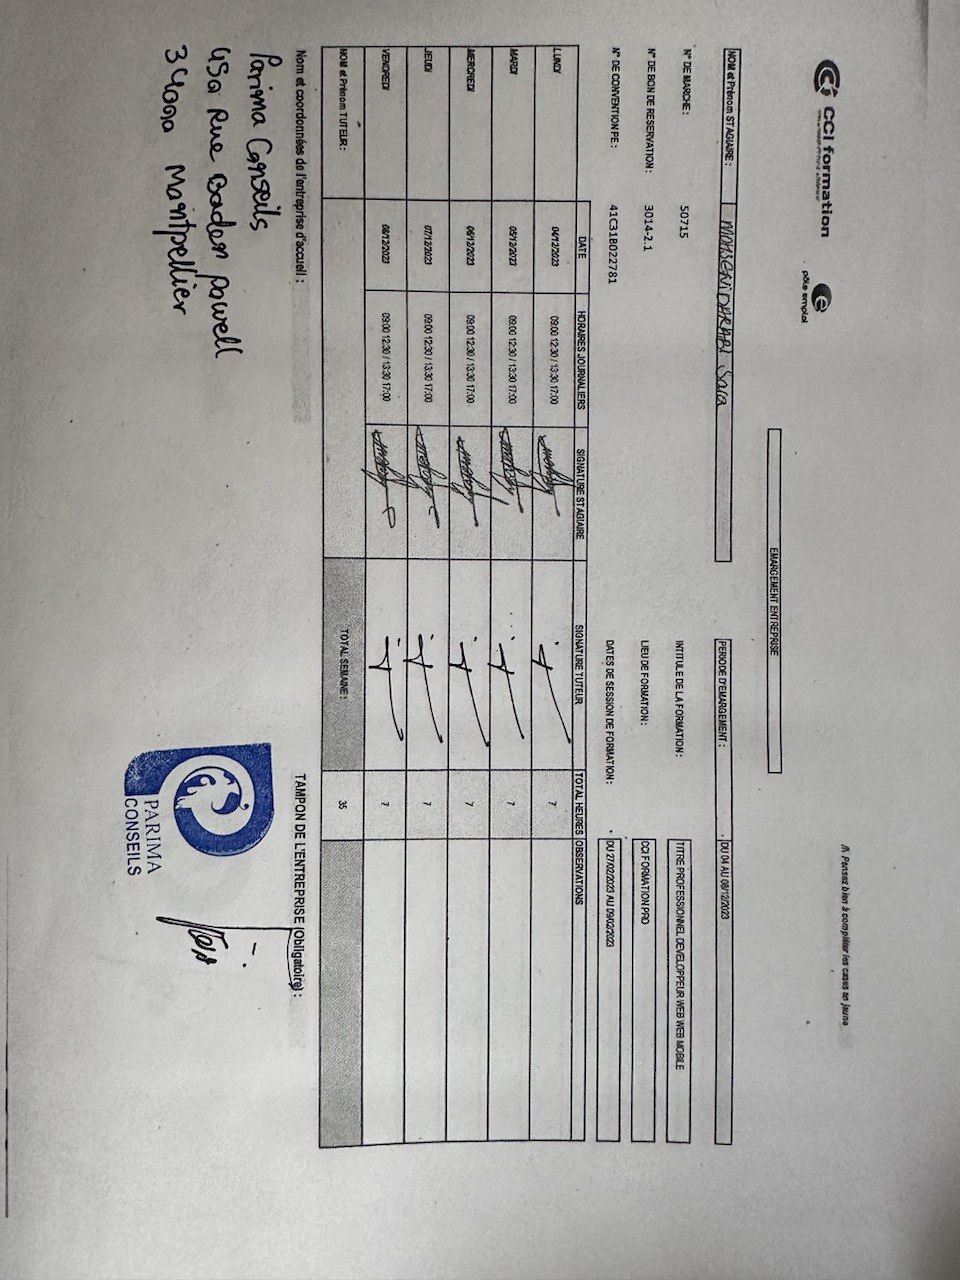 CCI formation
pôle emploi
⚠ Pensez bien à compléter les cases en jaune
EMARGEMENT ENTREPRISE
NOM et Prénom STAGIAIRE : MOHSENIDERABI Sara
PERIODE D'EMARGEMENT : DU 04 AU 08/12/2023
N° DE MARCHE : 50715
INTITULE DE LA FORMATION : TITRE PROFESSIONNEL DEVELOPPEUR WEB WEB MOBILE
N° DE BON DE RESERVATION : 3014-2.1
LIEU DE FORMATION : CCI FORMATION PRO
N° DE CONVENTION PE : 41C31B022781
DATES DE SESSION DE FORMATION : DU 27/02/2023 AU
DATE HORAIRES JOURNALIERS SIGNATURE STAGIAIRE SIGNATURE TUTEUR TOTAL HEURES OBSERVATIONS
LUNDI 04/12/2023 09:00 12:30 / 13:30 17:00 7
MARDI 05/12/2023 09:00 12:30 / 13:30 17:00 7
MERCREDI 06/12/2023 09:00 12:30 / 13:30 17:00 7
JEUDI 07/12/2023 09:00 12:30 / 13:30 17:00 7
VENDREDI 08/12/2023 09:00 12:30 / 13:30 17:00 7
NOM et Prénom TUTEUR : TOTAL SEMAINE : 35
Nom et coordonnées de l'entreprise d'accueil : TAMPON DE L'ENTREPRISE (Obligatoire) :
Parima Conseils
450 Rue Baden Powell
34000 Montpellier
PARIMA
CONSEILS